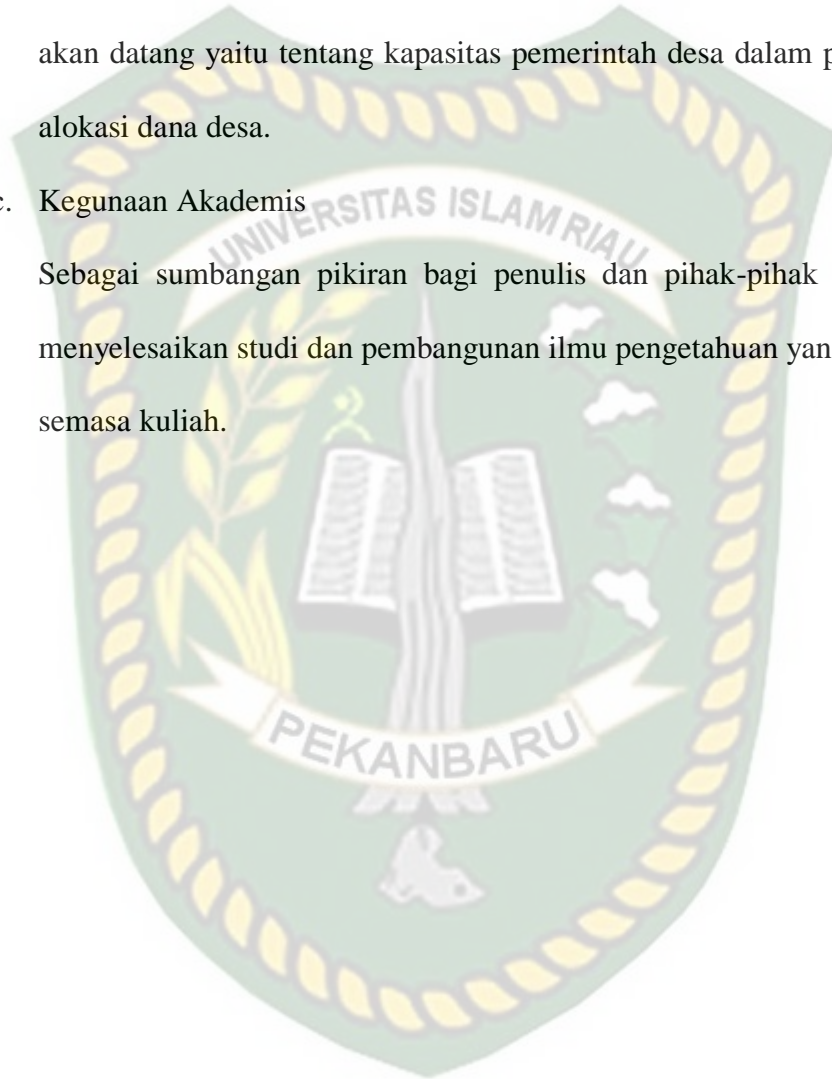 akan datang yaitu tentang kapasitas pemerintah desa dalam
alokasi dana desa.
c. Kegunaan Akademis
UNIVERSITAS ISLAM RIAU
Sebagai sumbangan pikiran bagi penulis dan pihak-pihak
menyelesaikan studi dan pembangunan ilmu pengetahuan
semasa kuliah.
PEKANBARU